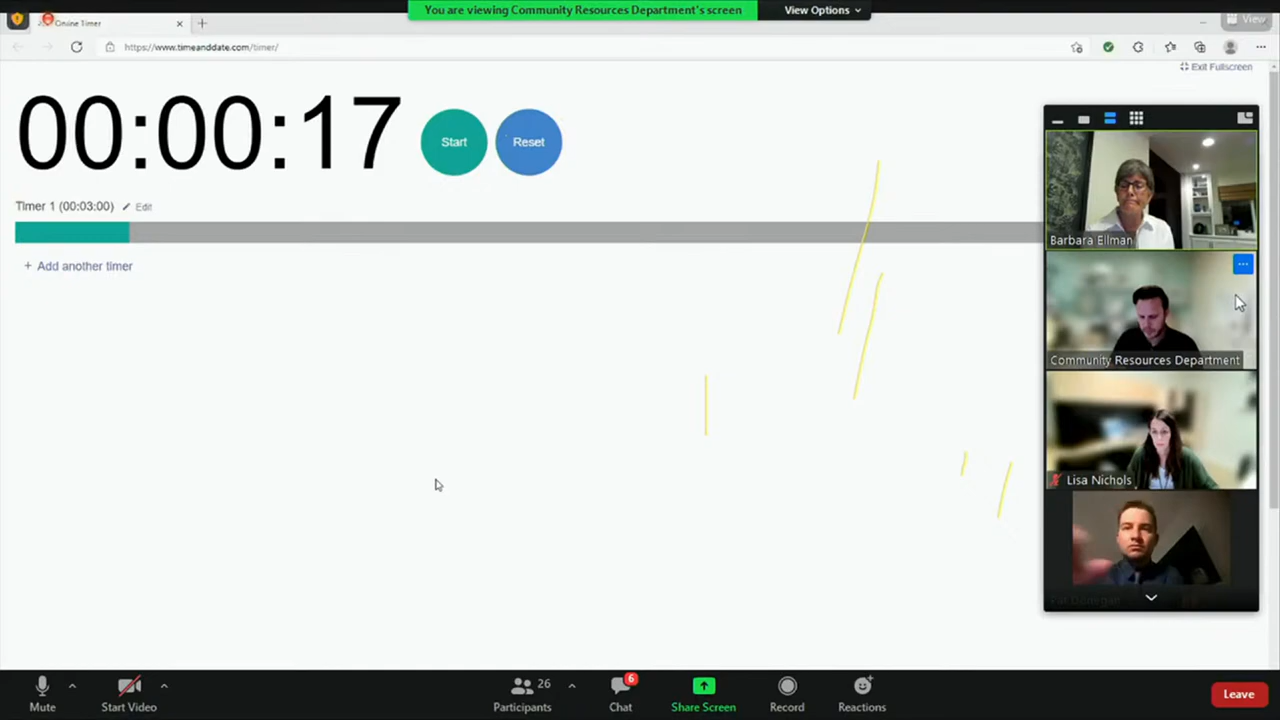 You are viewing Community Resources Department's screen
View Options
Online Timer
View
https://www.timeanddate.com/timer/
Exit Fullscreen
00:00:17
Start
Reset
Timer 1 (00:03:00)
Edit
+ Add another timer
Barbara Ellman
Community Resources Department
Lisa Nichols
Mute
Start Video
26
Participants
6
Chat
Share Screen
Record
Reactions
Leave